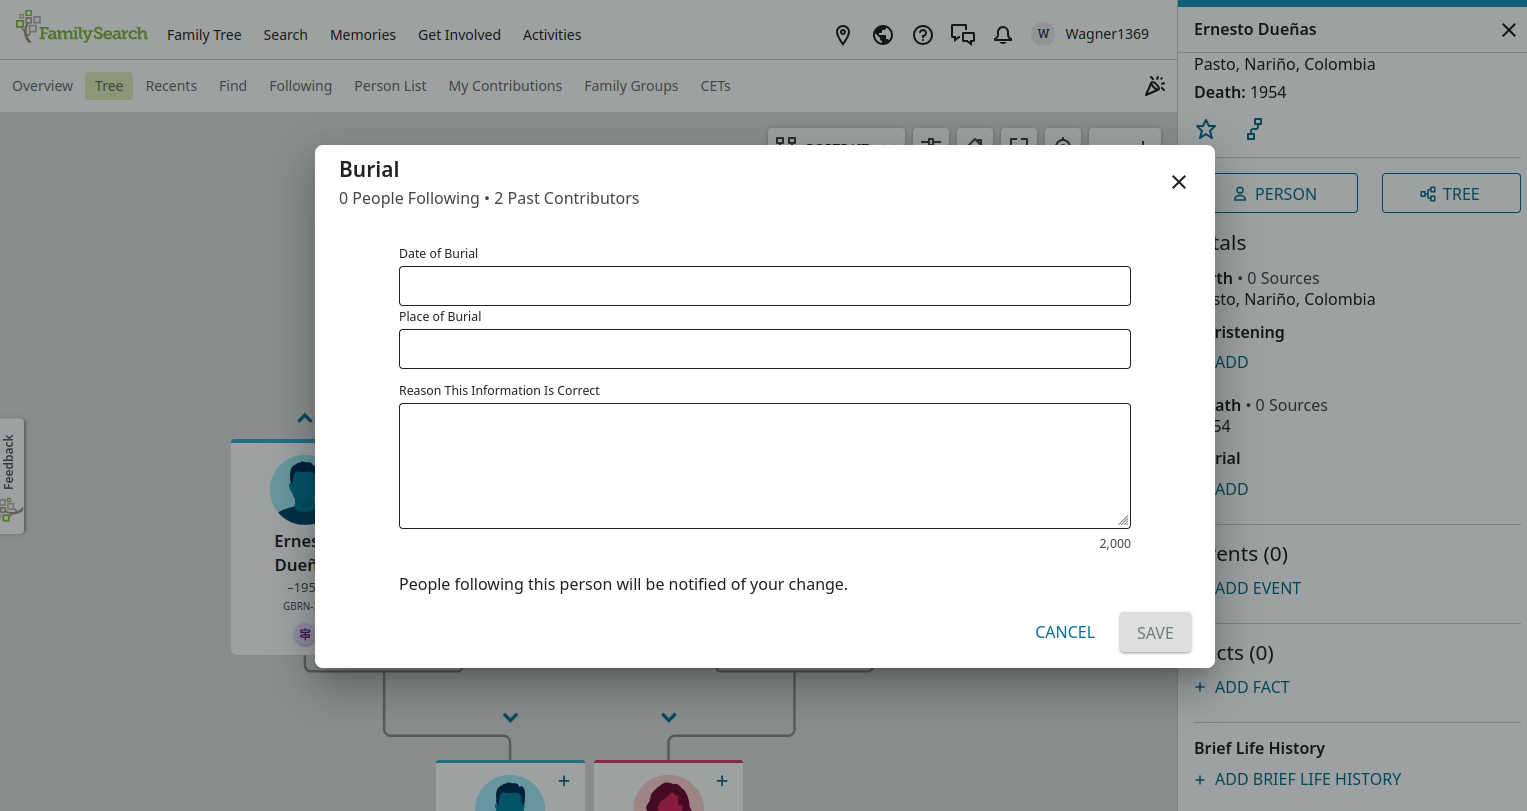 FamilySearch
Family Tree
Search
Memories
Get Involved
Activities
W
Wagner1369
Overview
Tree
Recents
Find
Following
Person List
My Contributions
Family Groups
CETs
Feedback
Ernes
Dueñ
–195
GBRN-
Burial
0 People Following • 2 Past Contributors
Date of Burial
Place of Burial
Reason This Information Is Correct
2,000
People following this person will be notified of your change.
CANCEL
SAVE
Ernesto Dueñas
Pasto, Nariño, Colombia
Death: 1954
PERSON
TREE
tals
rth • 0 Sources
sto, Nariño, Colombia
ristening
ADD
ath • 0 Sources
54
rial
ADD
ents (0)
ADD EVENT
cts (0)
+ ADD FACT
Brief Life History
+ ADD BRIEF LIFE HISTORY